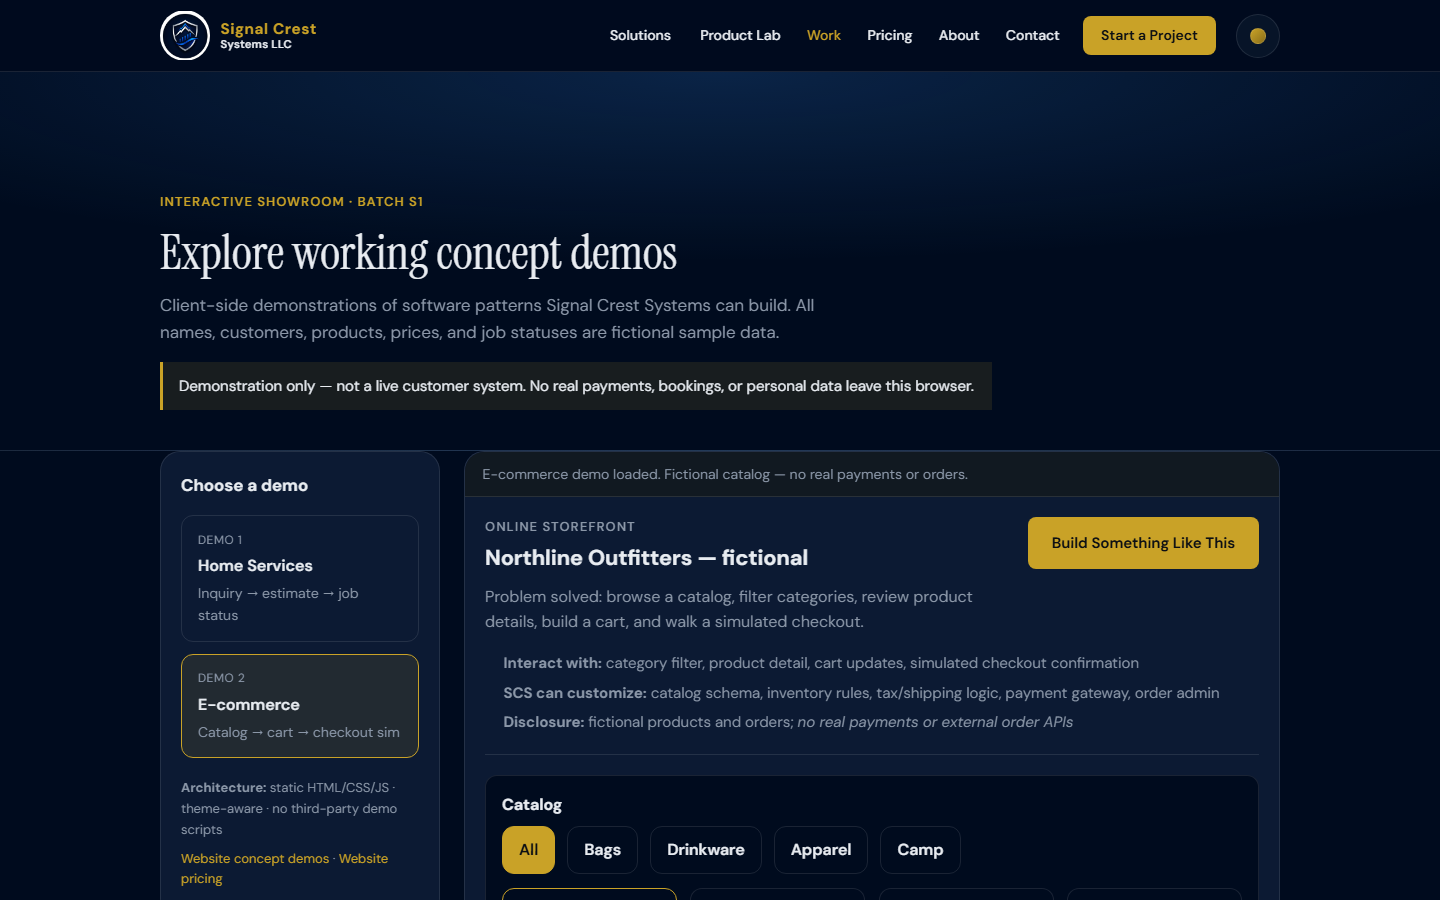 Signal Crest
Systems LLC
Solutions
Product Lab
Work
Pricing
About
Contact
Start a Project
INTERACTIVE SHOWROOM · BATCH S1
Explore working concept demos
Client-side demonstrations of software patterns Signal Crest Systems can build. All
names, customers, products, prices, and job statuses are fictional sample data.
Demonstration only — not a live customer system. No real payments, bookings, or personal data leave this browser.
Choose a demo
DEMO 1
Home Services
Inquiry → estimate → job
status
DEMO 2
E-commerce
Catalog → cart → checkout sim
Architecture: static HTML/CSS/JS ·
theme-aware · no third-party demo
scripts
Website concept demos · Website
pricing
E-commerce demo loaded. Fictional catalog — no real payments or orders.
ONLINE STOREFRONT
Northline Outfitters — fictional
Build Something Like This
Problem solved: browse a catalog, filter categories, review product
details, build a cart, and walk a simulated checkout.
Interact with: category filter, product detail, cart updates, simulated checkout confirmation
SCS can customize: catalog schema, inventory rules, tax/shipping logic, payment gateway, order admin
Disclosure: fictional products and orders; no real payments or external order APIs
Catalog
All
Bags
Drinkware
Apparel
Camp